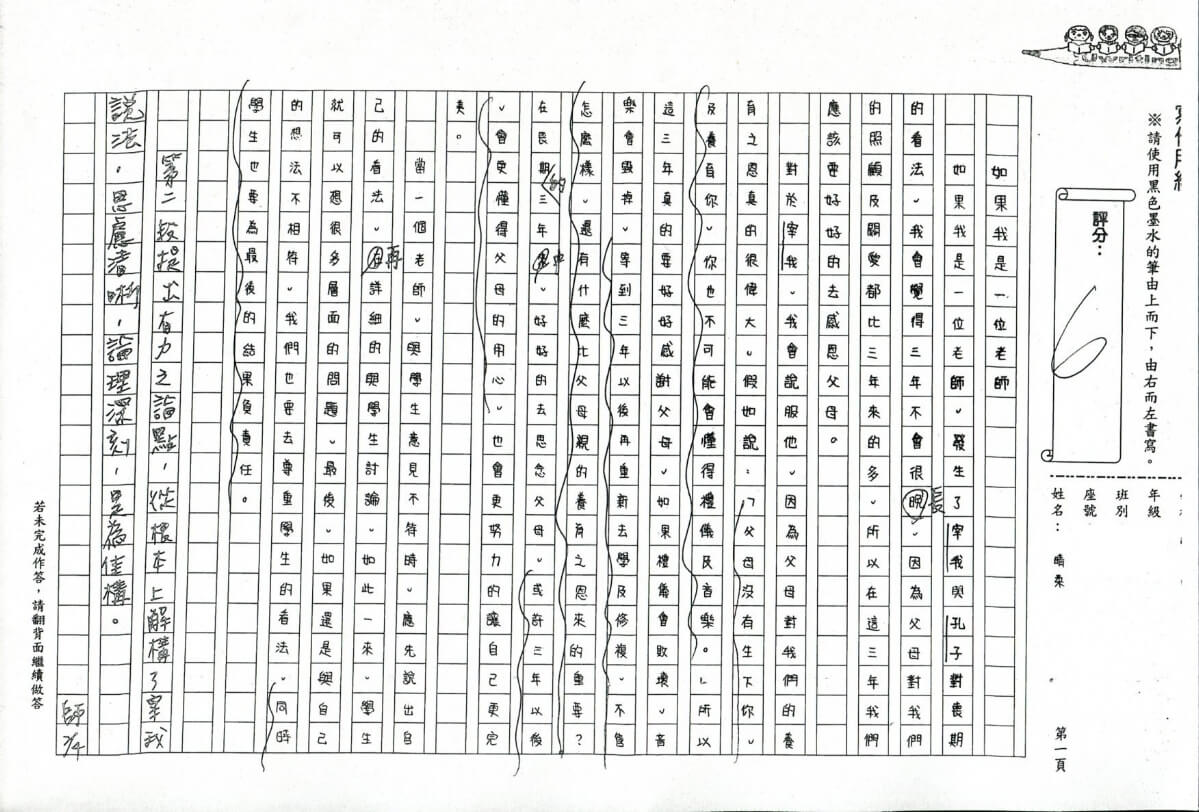 ※請使用黑色墨水的筆由上而下，由右而左書寫。
評分：
6
年級
班別
座號
姓名：晴柔
第一頁
如果我是一位老師
如果我是一位老師，發生了宰我與孔子對喪期
的看法，我會覺得三年不會很晚長，因為父母對我們
的照顧及關愛都比三年來的多，所以在這三年我們
應該要好好的去感恩父母。
對於宰我，我會說服他，因為父母對我們的養
育之恩真的很偉大。假如說：「父母沒有生下你，
及養育你，你也不可能會懂得禮儀及音樂。」所以
這三年真的要好好感謝父母，如果禮儀會敗壞，音
樂會毀掉，等到三年以後再重新去學及修複，不管
怎麼樣，還有什麼比父母親的養育之恩來的重要？
在喪期的三年中，好好的去思念父母，或許三年以後
，會更懂得父母的用心，也會更努力的讓自己更完
美。
當一個老師，與學生意見不符時，應先說出自
己的看法，再詳細的與學生討論，如此一來，學生
就可以想很多層面的問題，最後，如果還是與自己
的想法不相符，我們也要去尊重學生的看法，同時
學生也要為最後的結果負責任。
第二段提出有力之論點，從根本上解構了宰我
說法，思慮清晰，論理深刻，是為佳構。
師 2/4
若未完成作答，請翻背面繼續做答